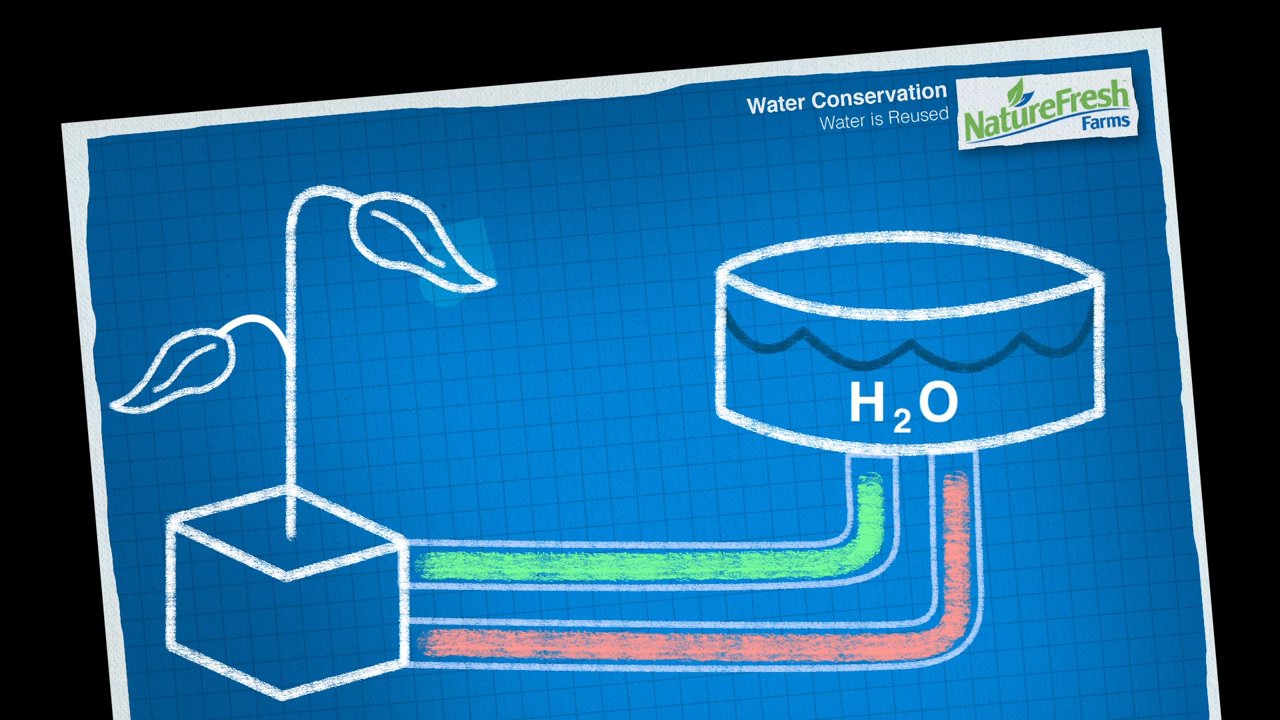 Water Conservation
Water is Reused
NatureFresh
Farms
H₂O